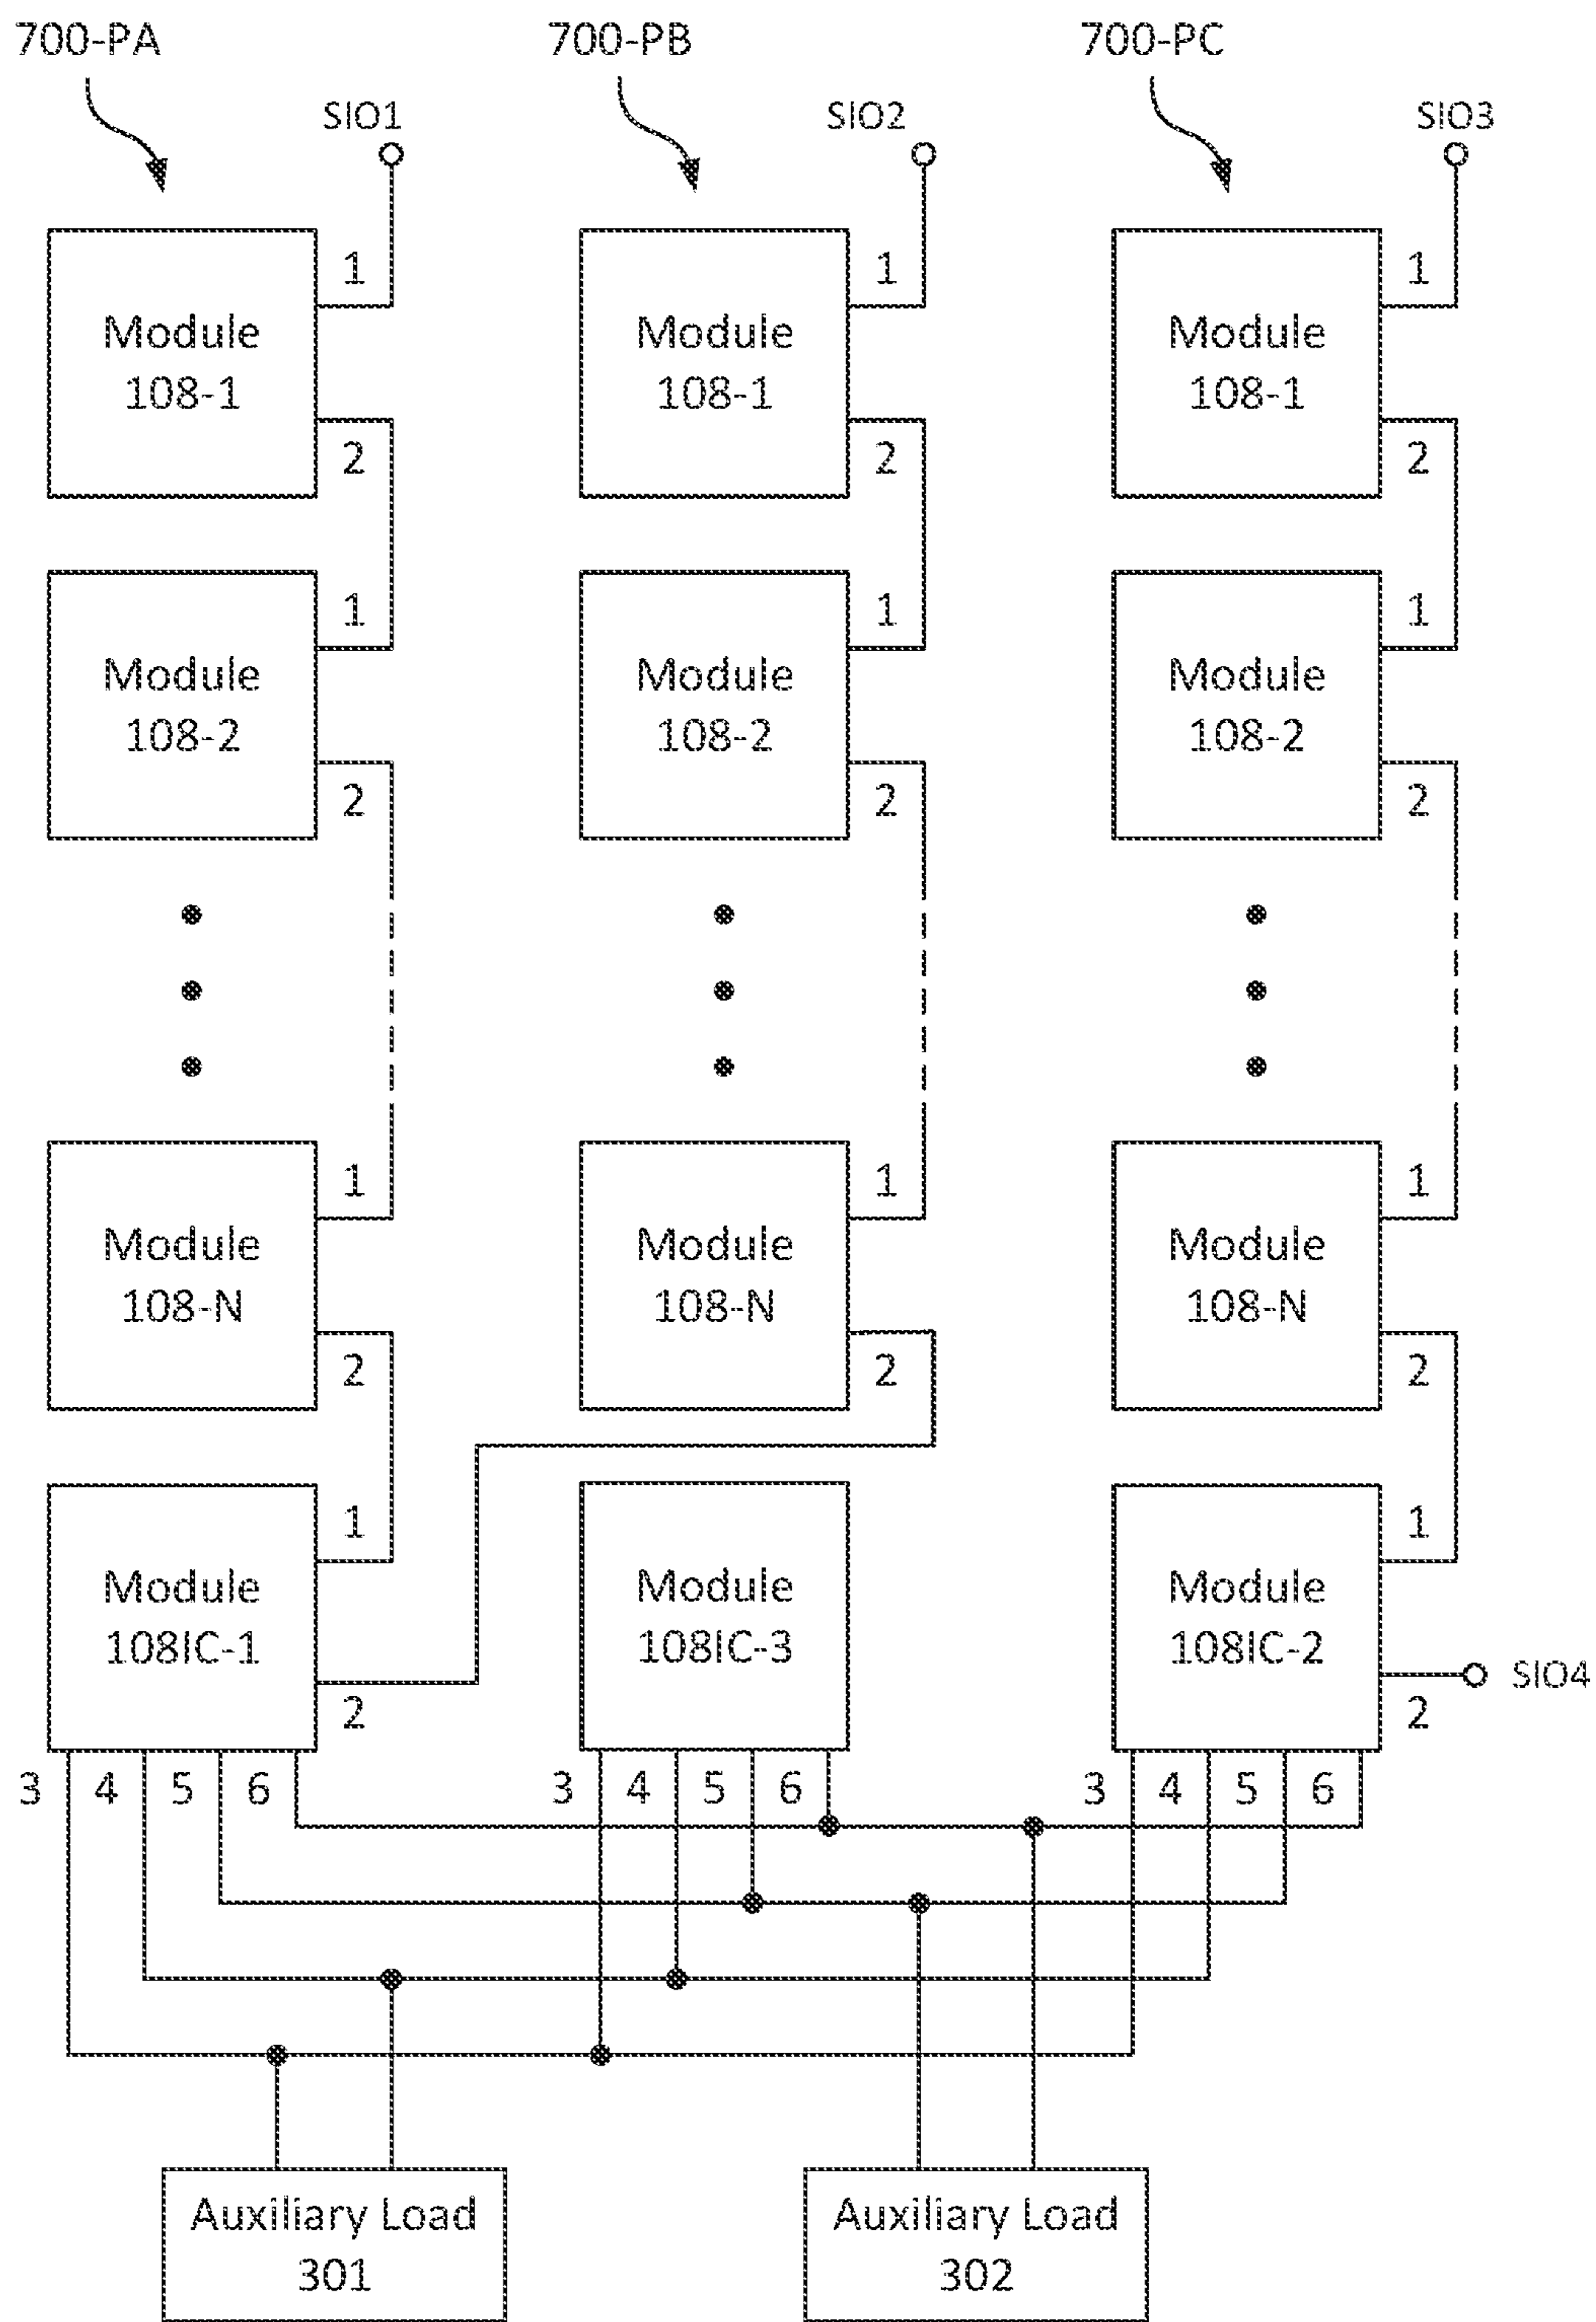 700-PA
700-PB
700-PC
SIO1
SIO2
SIO3
1
1
1
Module
108-1
Module
108-1
Module
108-1
2
2
2
1
1
1
Module
108-2
Module
108-2
Module
108-2
2
2
2
1
1
1
Module
108-N
Module
108-N
Module
108-N
2
2
2
1
1
Module
108IC-1
Module
108IC-3
Module
108IC-2
SIO4
2
2
3 4 5 6
3 4 5 6
3 4 5 6
Auxiliary Load
301
Auxiliary Load
302